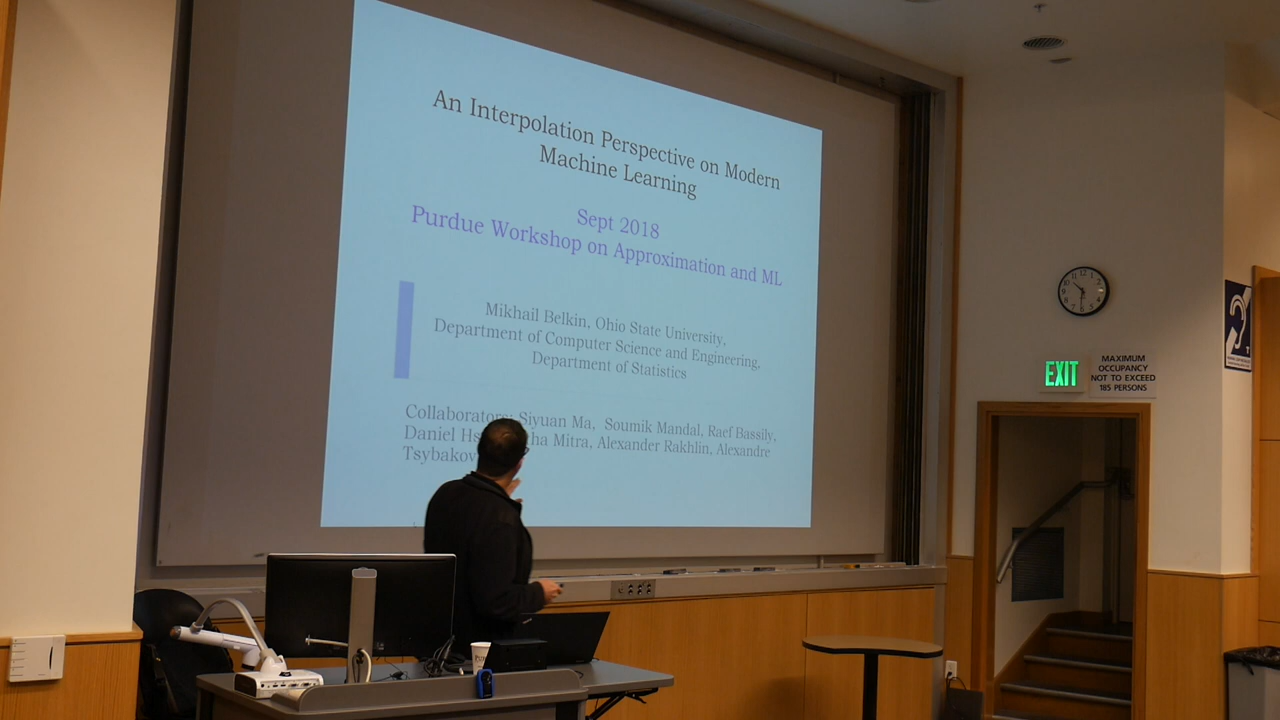 An Interpolation Perspective on Modern
Machine Learning
Sept 2018
Purdue Workshop on Approximation and ML
Mikhail Belkin, Ohio State University,
Department of Computer Science and Engineering,
Department of Statistics
Collaborators: Siyuan Ma, Soumik Mandal, Raef Bassily,
Daniel Mitra, Alexander Rakhlin, Alexandre
EXIT
MAXIMUM
OCCUPANCY
NOT TO EXCEED
185 PERSONS